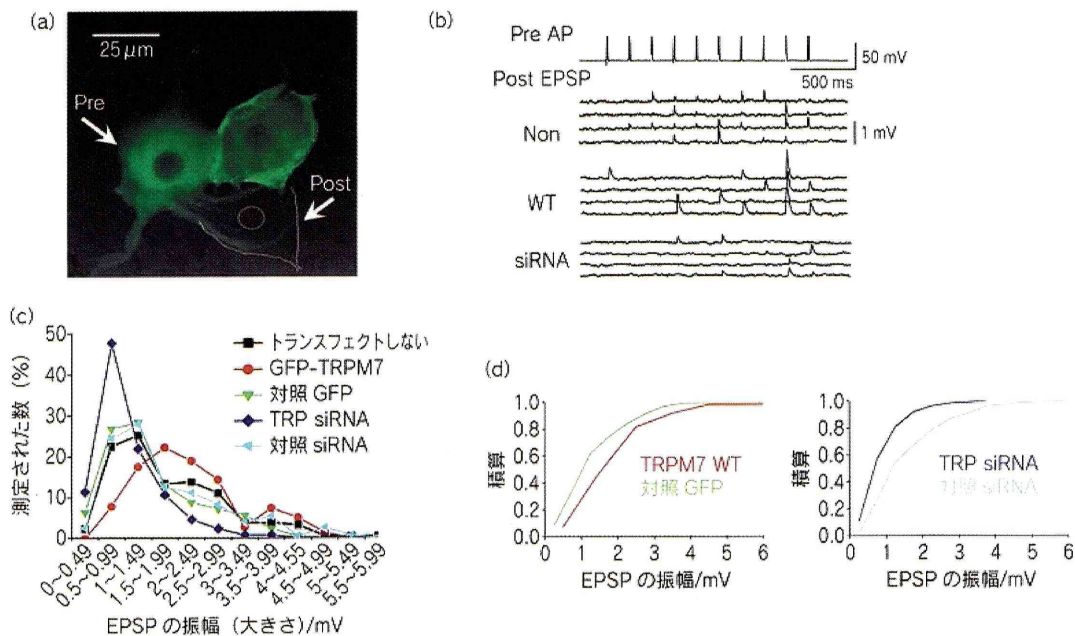 (a)
25 μm
Pre
Post
(b)
Pre AP
50 mV
500 ms
Post EPSP
Non
1 mV
WT
siRNA
(c)
測定された数 (%)
50
40
30
20
10
0
トランスフェクトしない
GFP-TRPM7
対照 GFP
TRP siRNA
対照 siRNA
0~0.49
0.5~0.99
1~1.49
1.5~1.99
2~2.49
2.5~2.99
3~3.49
3.5~3.99
4~4.55
4.5~4.99
5~5.49
5.5~5.99
EPSP の振幅 (大きさ)/mV
(d)
積算
1.0
0.8
0.6
0.4
0.2
0.0
TRPM7 WT
対照 GFP
0 1 2 3 4 5 6
EPSP の振幅/mV
積算
1.0
0.8
0.6
0.4
0.2
0.0
TRP siRNA
対照 siRNA
0 1 2 3 4 5 6
EPSP の振幅/mV